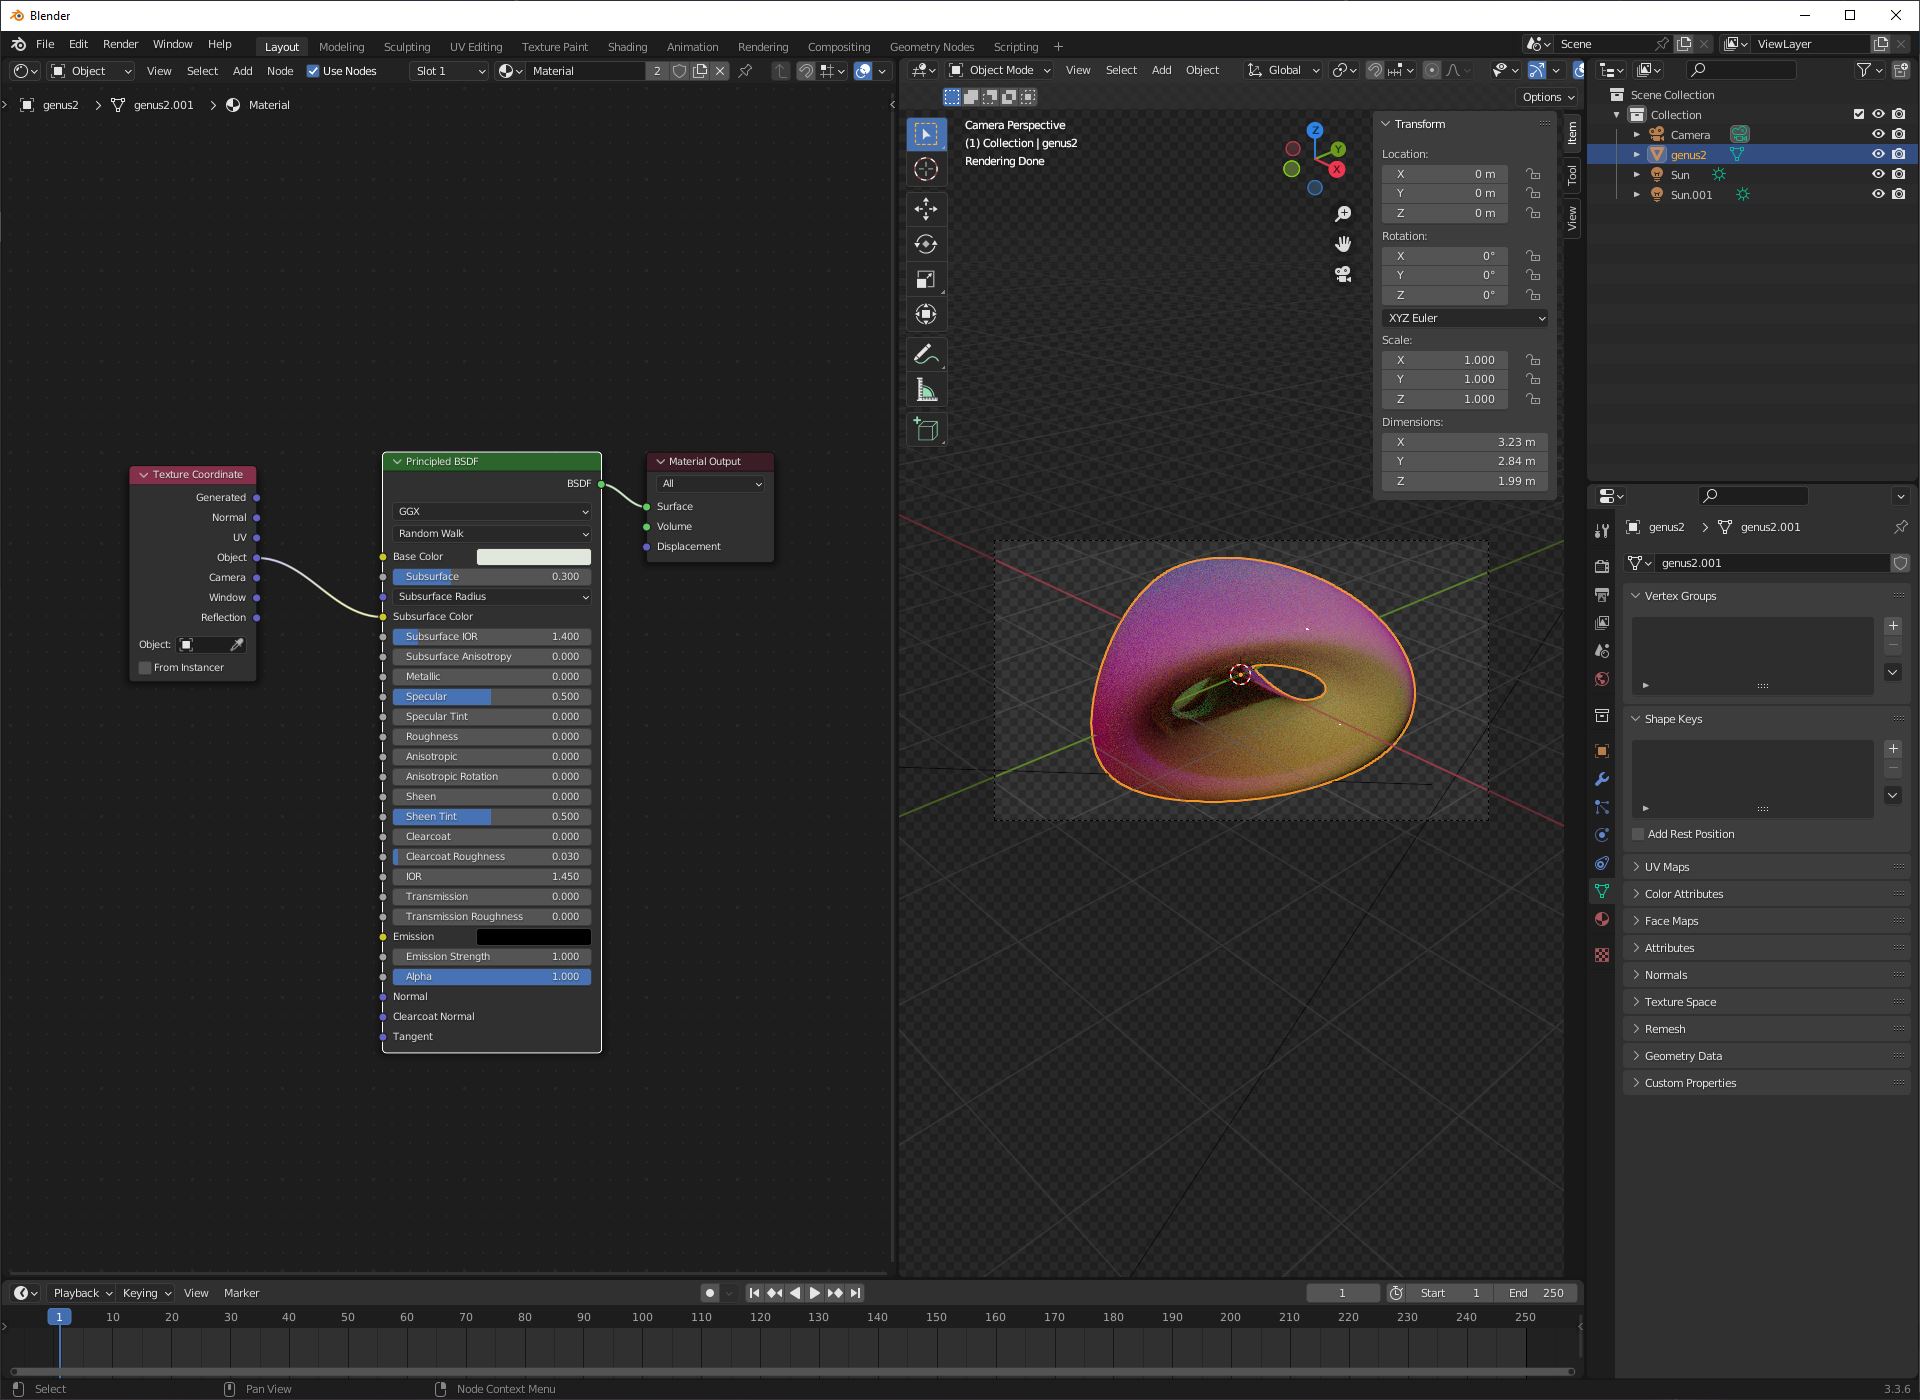 Blender
File Edit Render Window Help Layout Modeling Sculpting UV Editing Texture Paint Shading Animation Rendering Compositing Geometry Nodes Scripting + Scene ViewLayer
Object View Select Add Node Use Nodes Slot 1 Material 2
genus2 genus2.001 Material
Texture Coordinate
Generated
Normal
UV
Object
Camera
Window
Reflection
Object:
From Instancer
Principled BSDF
BSDF
GGX
Random Walk
Base Color
Subsurface 0.300
Subsurface Radius
Subsurface Color
Subsurface IOR 1.400
Subsurface Anisotropy 0.000
Metallic 0.000
Specular 0.500
Specular Tint 0.000
Roughness 0.000
Anisotropic 0.000
Anisotropic Rotation 0.000
Sheen 0.000
Sheen Tint 0.500
Clearcoat 0.000
Clearcoat Roughness 0.030
IOR 1.450
Transmission 0.000
Transmission Roughness 0.000
Emission
Emission Strength 1.000
Alpha 1.000
Normal
Clearcoat Normal
Tangent
Material Output
All
Surface
Volume
Displacement
Object Mode View Select Add Object Global
Options
Camera Perspective
(1) Collection | genus2
Rendering Done
Z
Y
X
Transform
Location:
X 0 m
Y 0 m
Z 0 m
Rotation:
X 0°
Y 0°
Z 0°
XYZ Euler
Scale:
X 1.000
Y 1.000
Z 1.000
Dimensions:
X 3.23 m
Y 2.84 m
Z 1.99 m
Item
Tool
View
Scene Collection
Collection
Camera
genus2
Sun
Sun.001
genus2 genus2.001
genus2.001
Vertex Groups
Shape Keys
Add Rest Position
UV Maps
Color Attributes
Face Maps
Attributes
Normals
Texture Space
Remesh
Geometry Data
Custom Properties
Playback Keying View Marker 1 Start 1 End 250
1 10 20 30 40 50 60 70 80 90 100 110 120 130 140 150 160 170 180 190 200 210 220 230 240 250
Select Pan View Node Context Menu 3.3.6